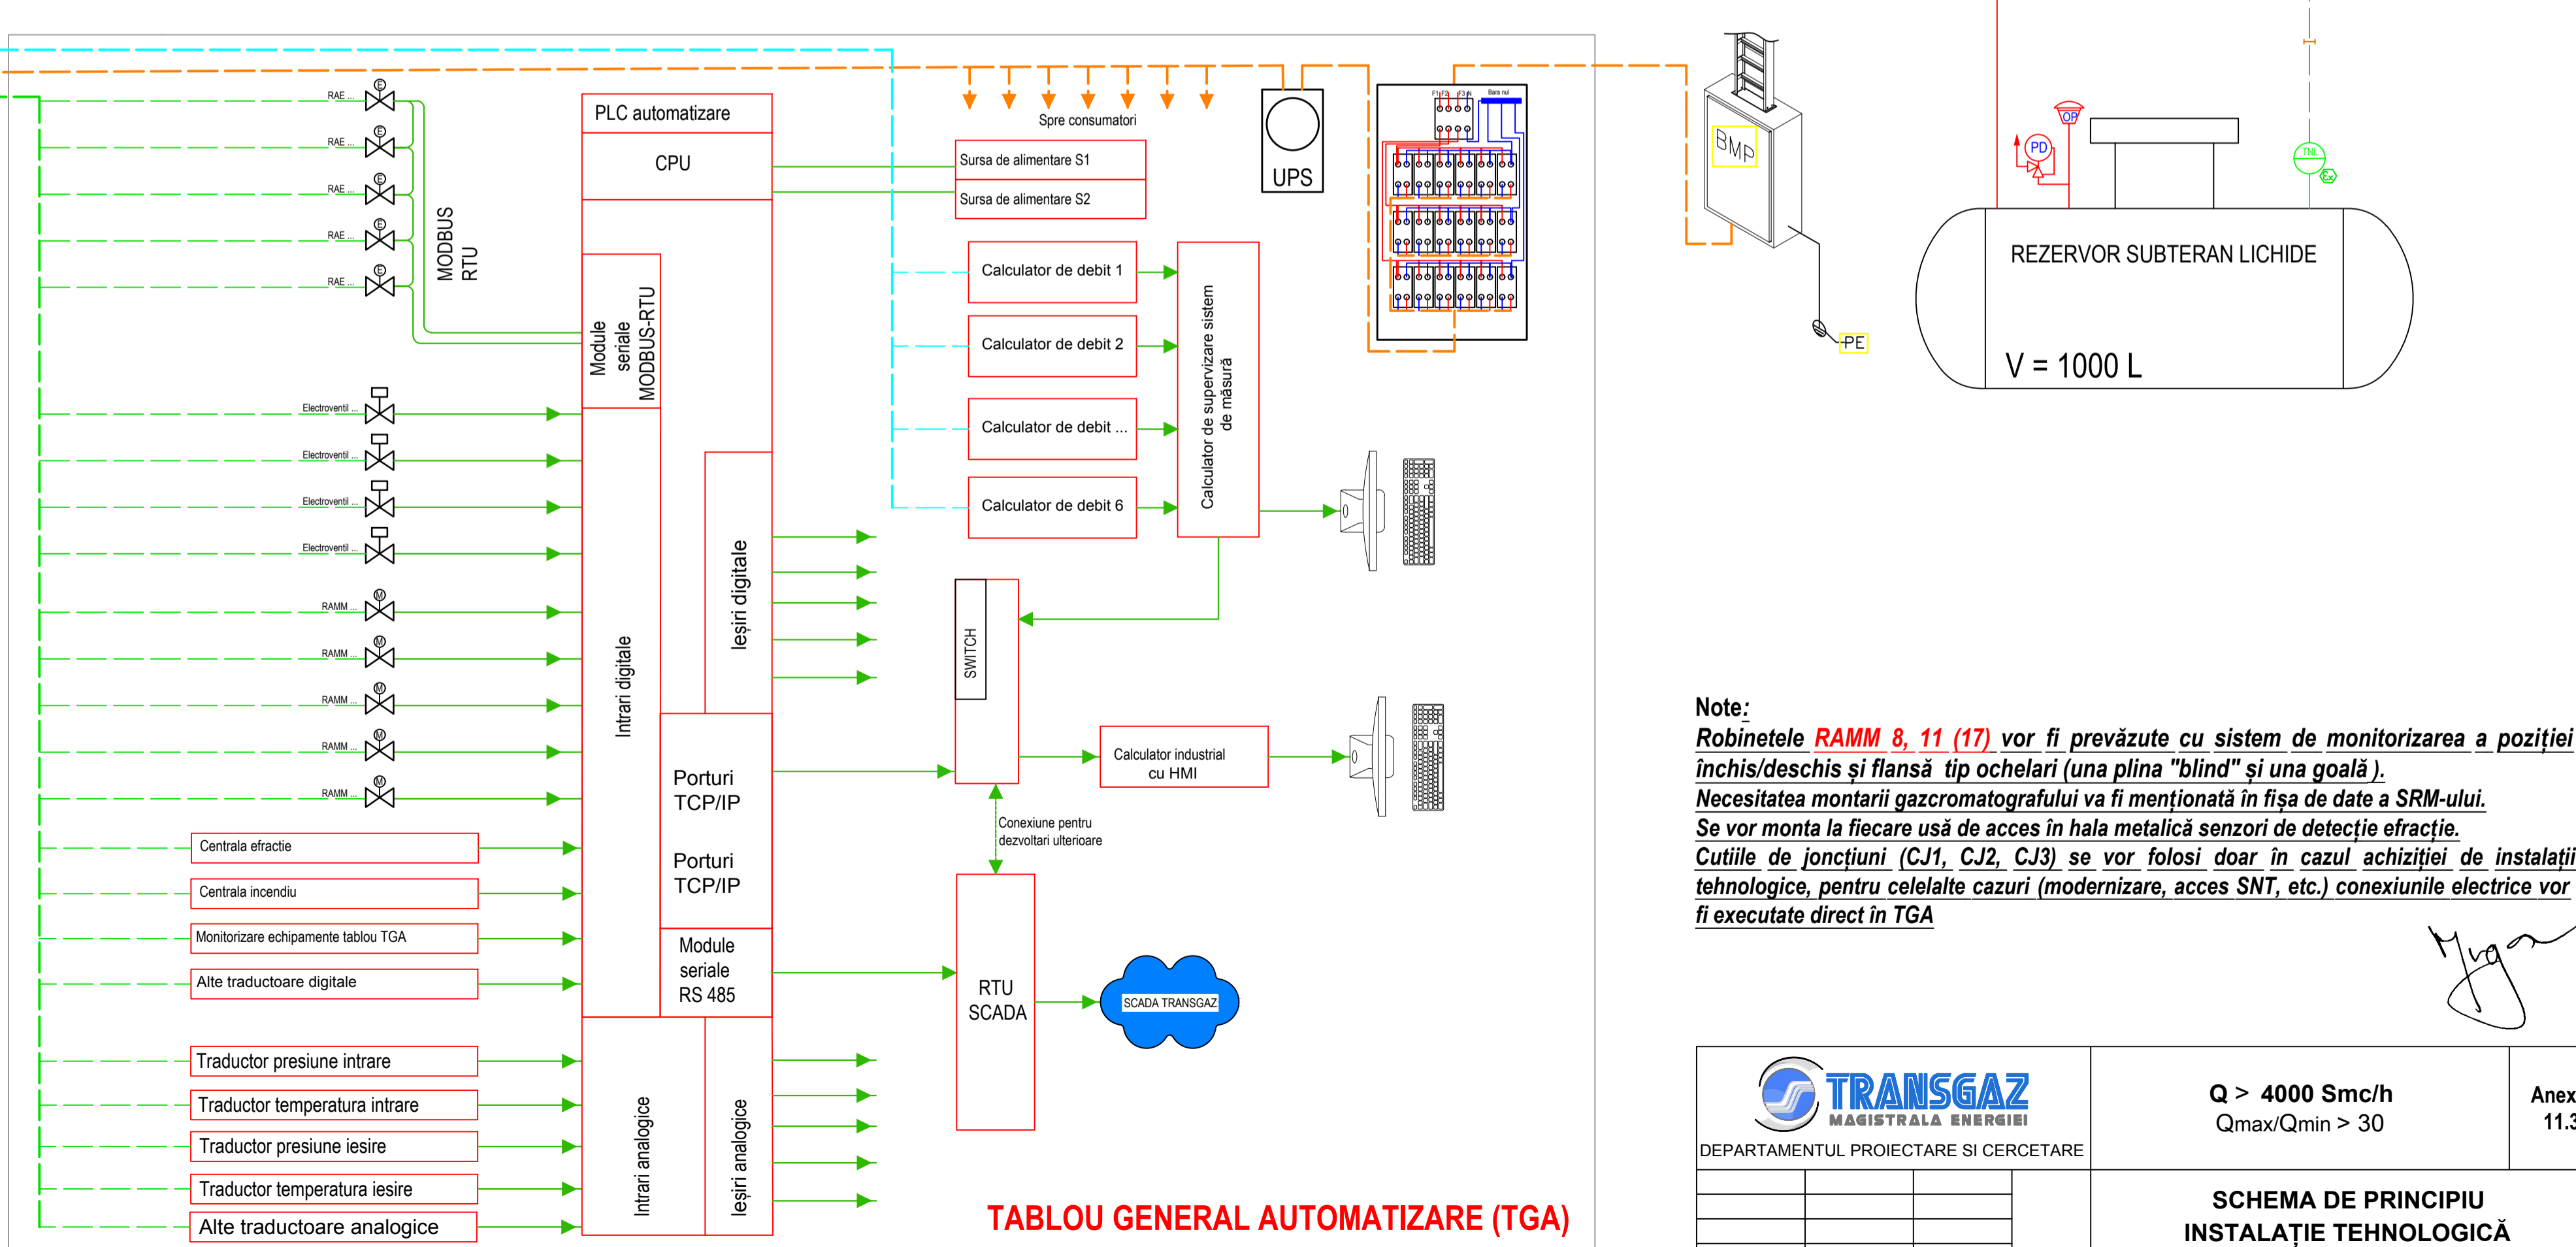 RAE ...
RAE ...
RAE ...
RAE ...
RAE ...
MODBUS
RTU
Electroventil ...
Electroventil ...
Electroventil ...
Electroventil ...
RAMM ...
RAMM ...
RAMM ...
RAMM ...
RAMM ...
Centrala efractie
Centrala incendiu
Monitorizare echipamente tablou TGA
Alte traductoare digitale
Traductor presiune intrare
Traductor temperatura intrare
Traductor presiune iesire
Traductor temperatura iesire
Alte traductoare analogice
E
E
E
E
E
M
M
M
M
M
PLC automatizare
CPU
Module
seriale
MODBUS-RTU
Intrari digitale
Ieșiri digitale
Porturi
TCP/IP
Porturi
TCP/IP
Module
seriale
RS 485
Intrari analogice
Ieșiri analogice
Spre consumatori
Sursa de alimentare S1
Sursa de alimentare S2
Calculator de debit 1
Calculator de debit 2
Calculator de debit ...
Calculator de debit 6
Calculator de supervizare sistem
de măsură
SWITCH
Calculator industrial
cu HMI
Conexiune pentru
dezvoltari ulterioare
RTU
SCADA
SCADA TRANSGAZ
TABLOU GENERAL AUTOMATIZARE (TGA)
UPS
F1 F2 F3 N
Bara nul
BMP
PE
PD
OP
TNL
Ex
REZERVOR SUBTERAN LICHIDE
V = 1000 L
Note:
Robinetele RAMM 8, 11 (17) vor fi prevăzute cu sistem de monitorizarea a poziției
închis/deschis și flansă tip ochelari (una plina "blind" și una goală ).
Necesitatea montarii gazcromatografului va fi menționată în fișa de date a SRM-ului.
Se vor monta la fiecare usă de acces în hala metalică senzori de detecție efracție.
Cutiile de joncțiuni (CJ1, CJ2, CJ3) se vor folosi doar în cazul achiziției de instalații
tehnologice, pentru celelalte cazuri (modernizare, acces SNT, etc.) conexiunile electrice vor
fi executate direct în TGA
TRANSGAZ
MAGISTRALA ENERGIEI
DEPARTAMENTUL PROIECTARE SI CERCETARE
Q > 4000 Smc/h
Qmax/Qmin > 30
Anex
11.3
SCHEMA DE PRINCIPIU
INSTALAȚIE TEHNOLOGICĂ